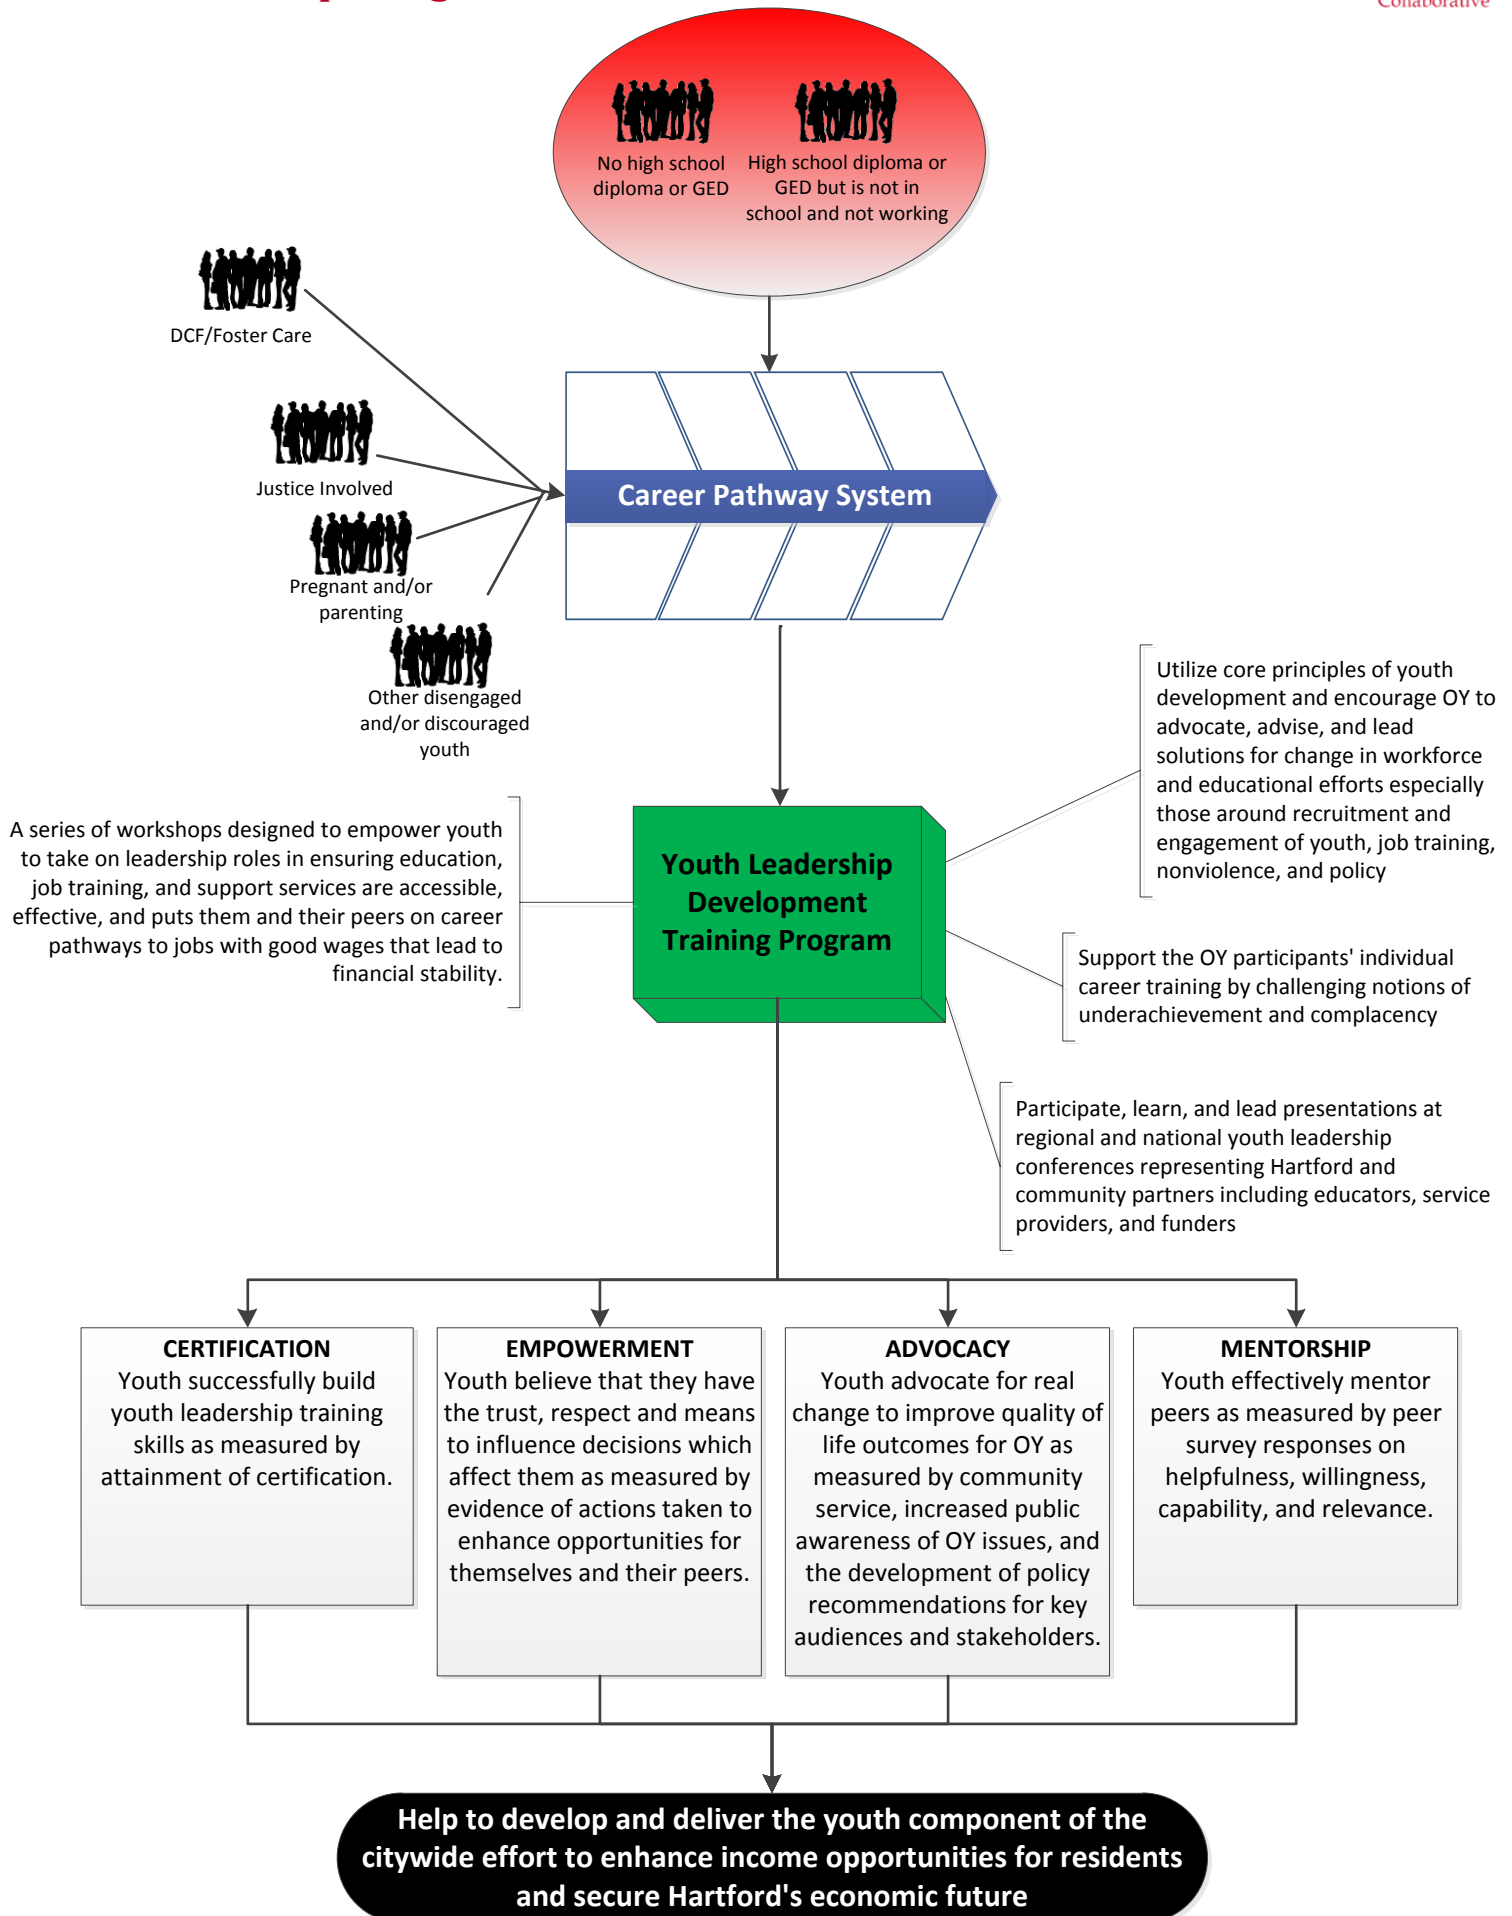 Collaborative
No high school
diploma or GED
High school diploma or
GED but is not in
school and not working
DCF/Foster Care
Justice Involved
Pregnant and/or
parenting
Other disengaged
and/or discouraged
youth
Career Pathway System
Utilize core principles of youth
development and encourage OY to
advocate, advise, and lead
solutions for change in workforce
and educational efforts especially
those around recruitment and
engagement of youth, job training,
nonviolence, and policy
A series of workshops designed to empower youth
to take on leadership roles in ensuring education,
job training, and support services are accessible,
effective, and puts them and their peers on career
pathways to jobs with good wages that lead to
financial stability.
Youth Leadership
Development
Training Program
Support the OY participants' individual
career training by challenging notions of
underachievement and complacency
Participate, learn, and lead presentations at
regional and national youth leadership
conferences representing Hartford and
community partners including educators, service
providers, and funders
CERTIFICATION
Youth successfully build
youth leadership training
skills as measured by
attainment of certification.
EMPOWERMENT
Youth believe that they have
the trust, respect and means
to influence decisions which
affect them as measured by
evidence of actions taken to
enhance opportunities for
themselves and their peers.
ADVOCACY
Youth advocate for real
change to improve quality of
life outcomes for OY as
measured by community
service, increased public
awareness of OY issues, and
the development of policy
recommendations for key
audiences and stakeholders.
MENTORSHIP
Youth effectively mentor
peers as measured by peer
survey responses on
helpfulness, willingness,
capability, and relevance.
Help to develop and deliver the youth component of the
citywide effort to enhance income opportunities for residents
and secure Hartford's economic future